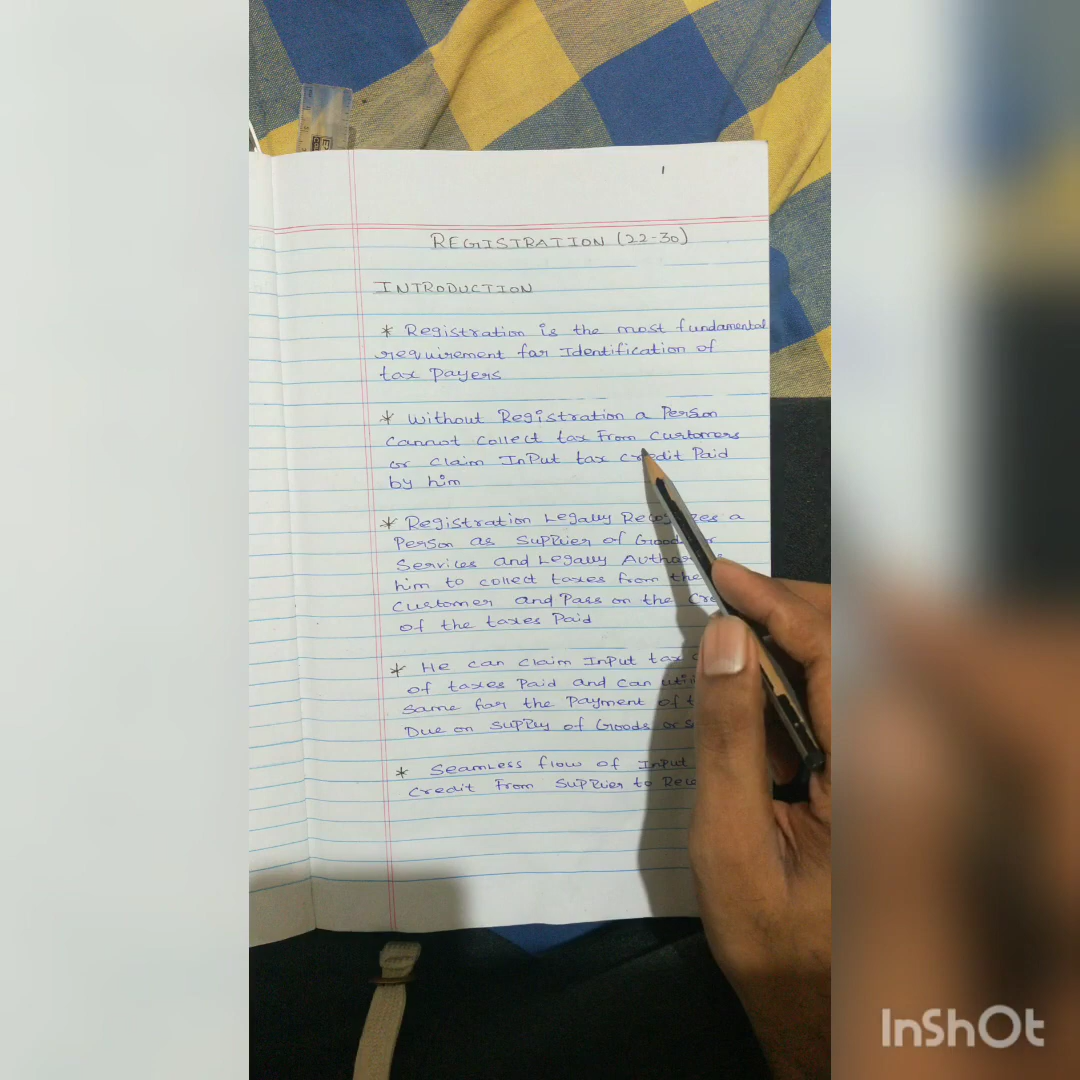 1
REGISTRATION (22-30)
INTRODUCTION
* Registration is the most fundamental
requirement for Identification of
tax Payers
* Without Registration a Person
cannot collect tax From Customers
or claim InPut tax credit Paid
by him
* Registration Legally
Person as SuPPlier of
Services and Legally
him to collect taxes from the
customer and Pass on the
of the taxes Paid
* He can claim InPut tax
of taxes Paid and can
same for the Payment of
Due on SuPPly of Goods or
* Seamless flow of InPut
credit From SuPPlier to
InShOt